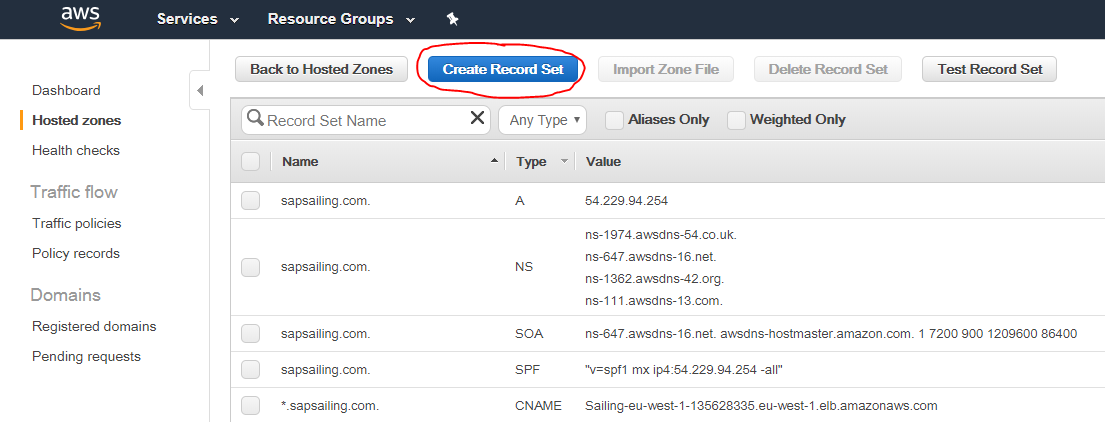 aws Services Resource Groups
Back to Hosted Zones Create Record Set Import Zone File Delete Record Set Test Record Set
Dashboard
Hosted zones
Health checks
Traffic flow
Traffic policies
Policy records
Domains
Registered domains
Pending requests
Record Set Name Any Type Aliases Only Weighted Only
Name Type Value
sapsailing.com. A 54.229.94.254
sapsailing.com. NS ns-1974.awsdns-54.co.uk.
ns-647.awsdns-16.net.
ns-1362.awsdns-42.org.
ns-111.awsdns-13.com.
sapsailing.com. SOA ns-647.awsdns-16.net. awsdns-hostmaster.amazon.com. 1 7200 900 1209600 86400
sapsailing.com. SPF "v=spf1 mx ip4:54.229.94.254 -all"
*.sapsailing.com. CNAME Sailing-eu-west-1-135628335.eu-west-1.elb.amazonaws.com